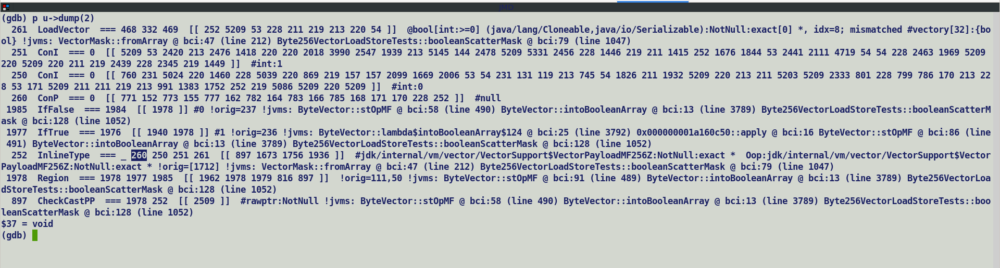 JMD
(gdb) p u->dump(2)
  261  LoadVector  === 468 332 469  [[ 252 5209 53 228 211 219 213 220 54 ]]  @bool[int:>=0] (java/lang/Cloneable,java/io/Serializable):NotNull:exact[0] *, idx=8; mismatched #vectory[32]:{bo
ol} !jvms: VectorMask::fromArray @ bci:47 (line 212) Byte256VectorLoadStoreTests::booleanScatterMask @ bci:79 (line 1047)
  251  ConI  === 0  [[ 5209 53 2420 213 2476 1418 220 220 2018 3990 2547 1939 213 5145 144 2478 5209 5331 2456 228 1446 219 211 1415 252 1676 1844 53 2441 2111 4719 54 54 228 2463 1969 5209
220 5209 220 211 219 2439 228 2345 219 1449 ]]  #int:1
  250  ConI  === 0  [[ 760 231 5024 220 1460 228 5039 220 869 219 157 157 2099 1669 2006 53 54 231 131 119 213 745 54 1826 211 1932 5209 220 213 211 5203 5209 2333 801 228 799 786 170 213 22
8 53 171 5209 211 211 219 213 991 1383 1752 252 219 5086 5209 220 5209 ]]  #int:0
  260  ConP  === 0  [[ 771 152 773 155 777 162 782 164 783 166 785 168 171 170 228 252 ]]  #null
 1985  IfFalse  === 1984  [[ 1978 ]] #0 !orig=237 !jvms: ByteVector::stOpMF @ bci:58 (line 490) ByteVector::intoBooleanArray @ bci:13 (line 3789) Byte256VectorLoadStoreTests::booleanScatterM
ask @ bci:128 (line 1052)
 1977  IfTrue  === 1976  [[ 1940 1978 ]] #1 !orig=236 !jvms: ByteVector::lambda$intoBooleanArray$124 @ bci:25 (line 3792) 0x000000001a160c50::apply @ bci:16 ByteVector::stOpMF @ bci:86 (line
 491) ByteVector::intoBooleanArray @ bci:13 (line 3789) Byte256VectorLoadStoreTests::booleanScatterMask @ bci:128 (line 1052)
  252  InlineType  === _ 260 250 251 261  [[ 897 1673 1756 1936 ]]  #jdk/internal/vm/vector/VectorSupport$VectorPayloadMF256Z:NotNull:exact *  Oop:jdk/internal/vm/vector/VectorSupport$Vector
PayloadMF256Z:NotNull:exact * !orig=[1712] !jvms: VectorMask::fromArray @ bci:47 (line 212) Byte256VectorLoadStoreTests::booleanScatterMask @ bci:79 (line 1047)
 1978  Region  === 1978 1977 1985  [[ 1962 1978 1979 816 897 ]]  !orig=111,50 !jvms: ByteVector::stOpMF @ bci:91 (line 489) ByteVector::intoBooleanArray @ bci:13 (line 3789) Byte256VectorLoa
dStoreTests::booleanScatterMask @ bci:128 (line 1052)
  897  CheckCastPP  === 1978 252  [[ 2509 ]]  #rawptr:NotNull !jvms: ByteVector::stOpMF @ bci:58 (line 490) ByteVector::intoBooleanArray @ bci:13 (line 3789) Byte256VectorLoadStoreTests::boo
leanScatterMask @ bci:128 (line 1052)
$37 = void
(gdb)